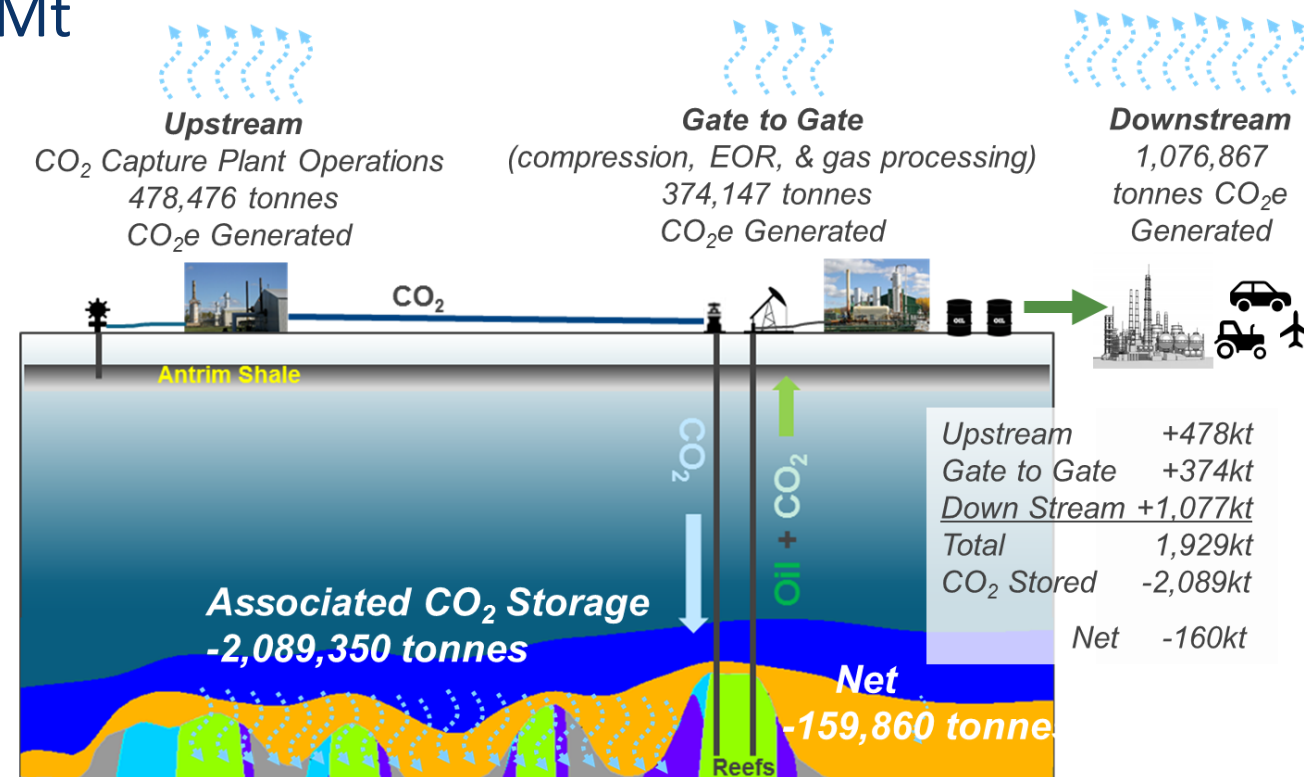 Mt
Upstream
CO₂ Capture Plant Operations
478,476 tonnes
CO₂e Generated
Gate to Gate
(compression, EOR, & gas processing)
374,147 tonnes
CO₂e Generated
Downstream
1,076,867
tonnes CO₂e
Generated
CO₂
OIL
OIL
Antrim Shale
CO₂
Oil + CO₂
Upstream +478kt
Gate to Gate +374kt
Down Stream +1,077kt
Total 1,929kt
CO₂ Stored -2,089kt
Net -160kt
Associated CO₂ Storage
-2,089,350 tonnes
Net
-159,860 tonne
Reefs